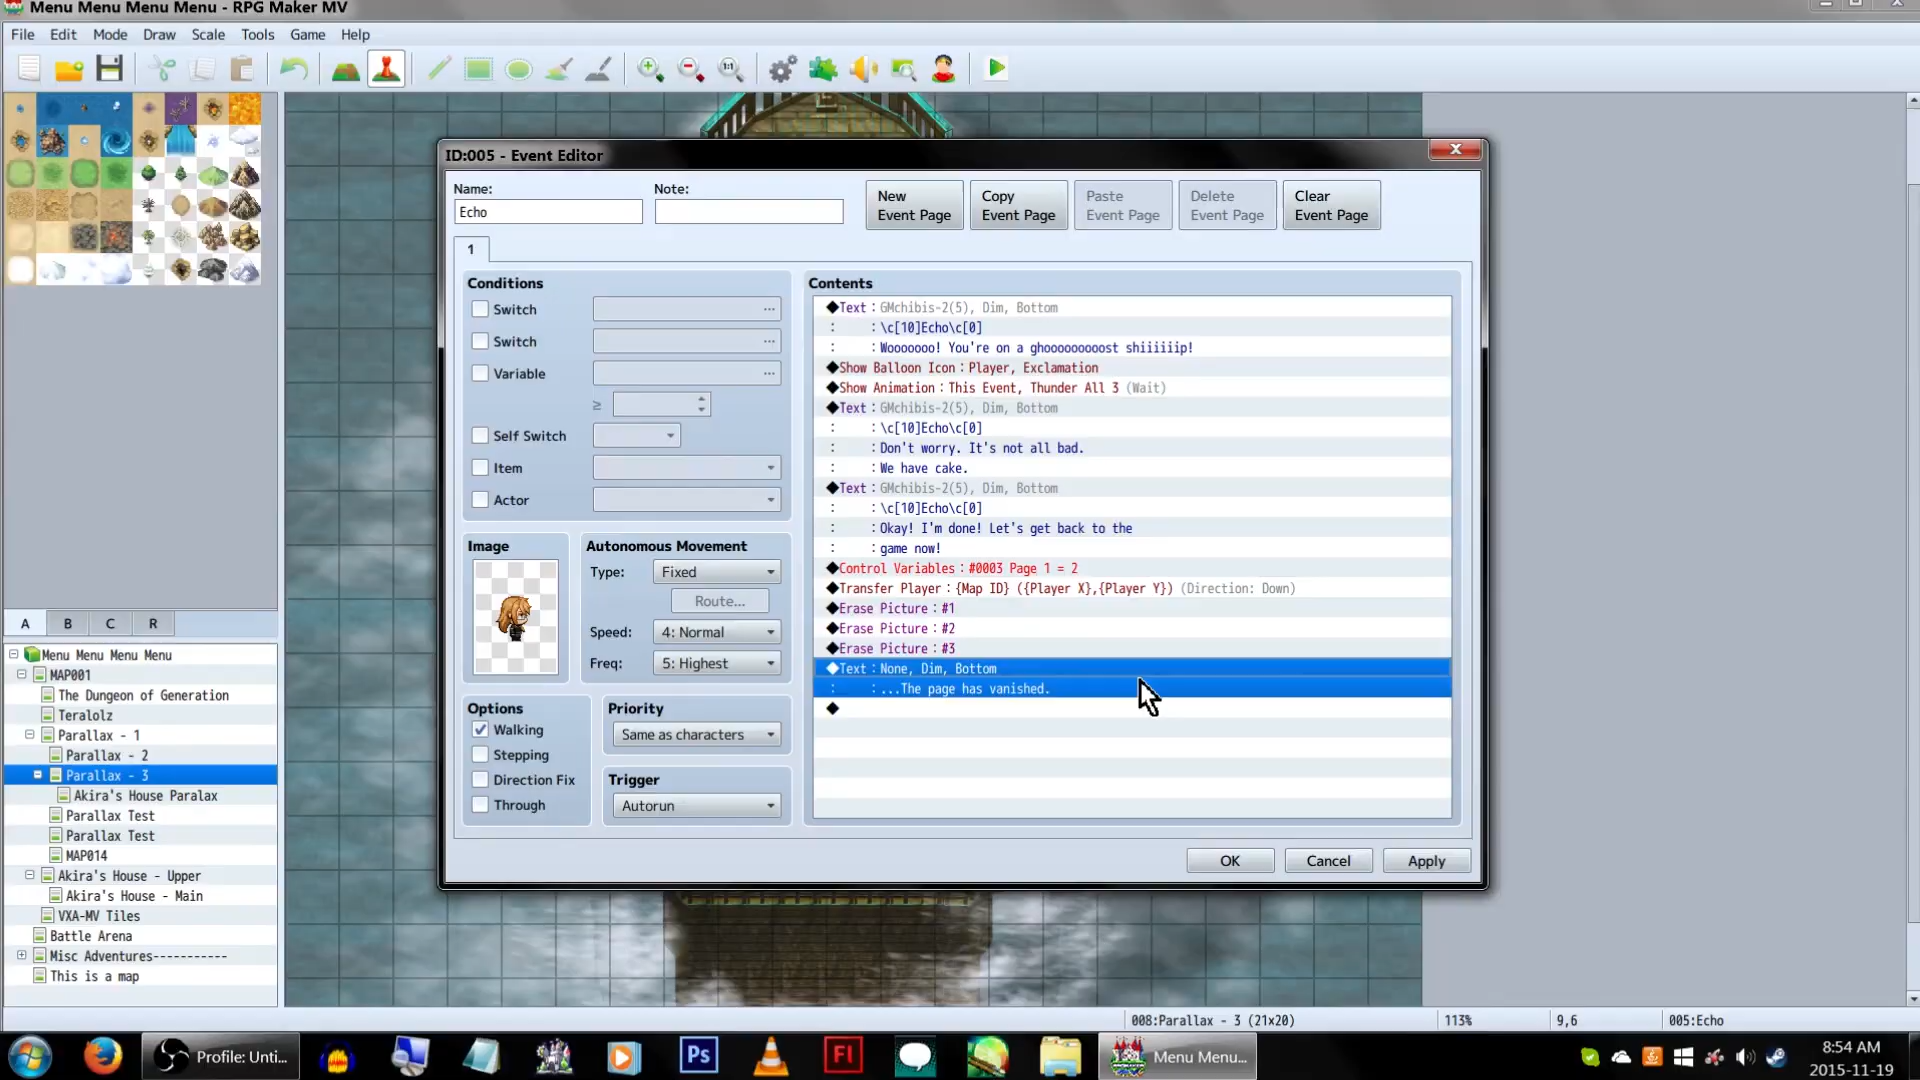 Menu Menu Menu Menu - RPG Maker MV
File Edit Mode Draw Scale Tools Game Help
1:1
ID:005 - Event Editor
Name:
Note:
Echo
New Event Page
Copy Event Page
Paste Event Page
Delete Event Page
Clear Event Page
1
Conditions
Switch ...
Switch ...
Variable ...
≥
Self Switch
Item
Actor
Image
Autonomous Movement
Type: Fixed
Route...
Speed: 4: Normal
Freq: 5: Highest
Options
Walking
Stepping
Direction Fix
Through
Priority
Same as characters
Trigger
Autorun
Contents
◆Text : GMchibis-2(5), Dim, Bottom
: : \c[10]Echo\c[0]
: : Wooooooo! You're on a ghooooooooost shiiiiiip!
◆Show Balloon Icon : Player, Exclamation
◆Show Animation : This Event, Thunder All 3 (Wait)
◆Text : GMchibis-2(5), Dim, Bottom
: : \c[10]Echo\c[0]
: : Don't worry. It's not all bad.
: : We have cake.
◆Text : GMchibis-2(5), Dim, Bottom
: : \c[10]Echo\c[0]
: : Okay! I'm done! Let's get back to the
: : game now!
◆Control Variables : #0003 Page 1 = 2
◆Transfer Player : {Map ID} ({Player X},{Player Y}) (Direction: Down)
◆Erase Picture : #1
◆Erase Picture : #2
◆Erase Picture : #3
◆Text : None, Dim, Bottom
: : ...The page has vanished.
◆
OK
Cancel
Apply
A B C R
Menu Menu Menu Menu
MAP001
The Dungeon of Generation
Teralolz
Parallax - 1
Parallax - 2
Parallax - 3
Akira's House Paralax
Parallax Test
Parallax Test
MAP014
Akira's House - Upper
Akira's House - Main
VXA-MV Tiles
Battle Arena
Misc Adventures-----------
This is a map
008:Parallax - 3 (21x20)
113%
9,6
005:Echo
Profile: Unti...
Ps
Fl
Menu Menu...
8:54 AM
2015-11-19